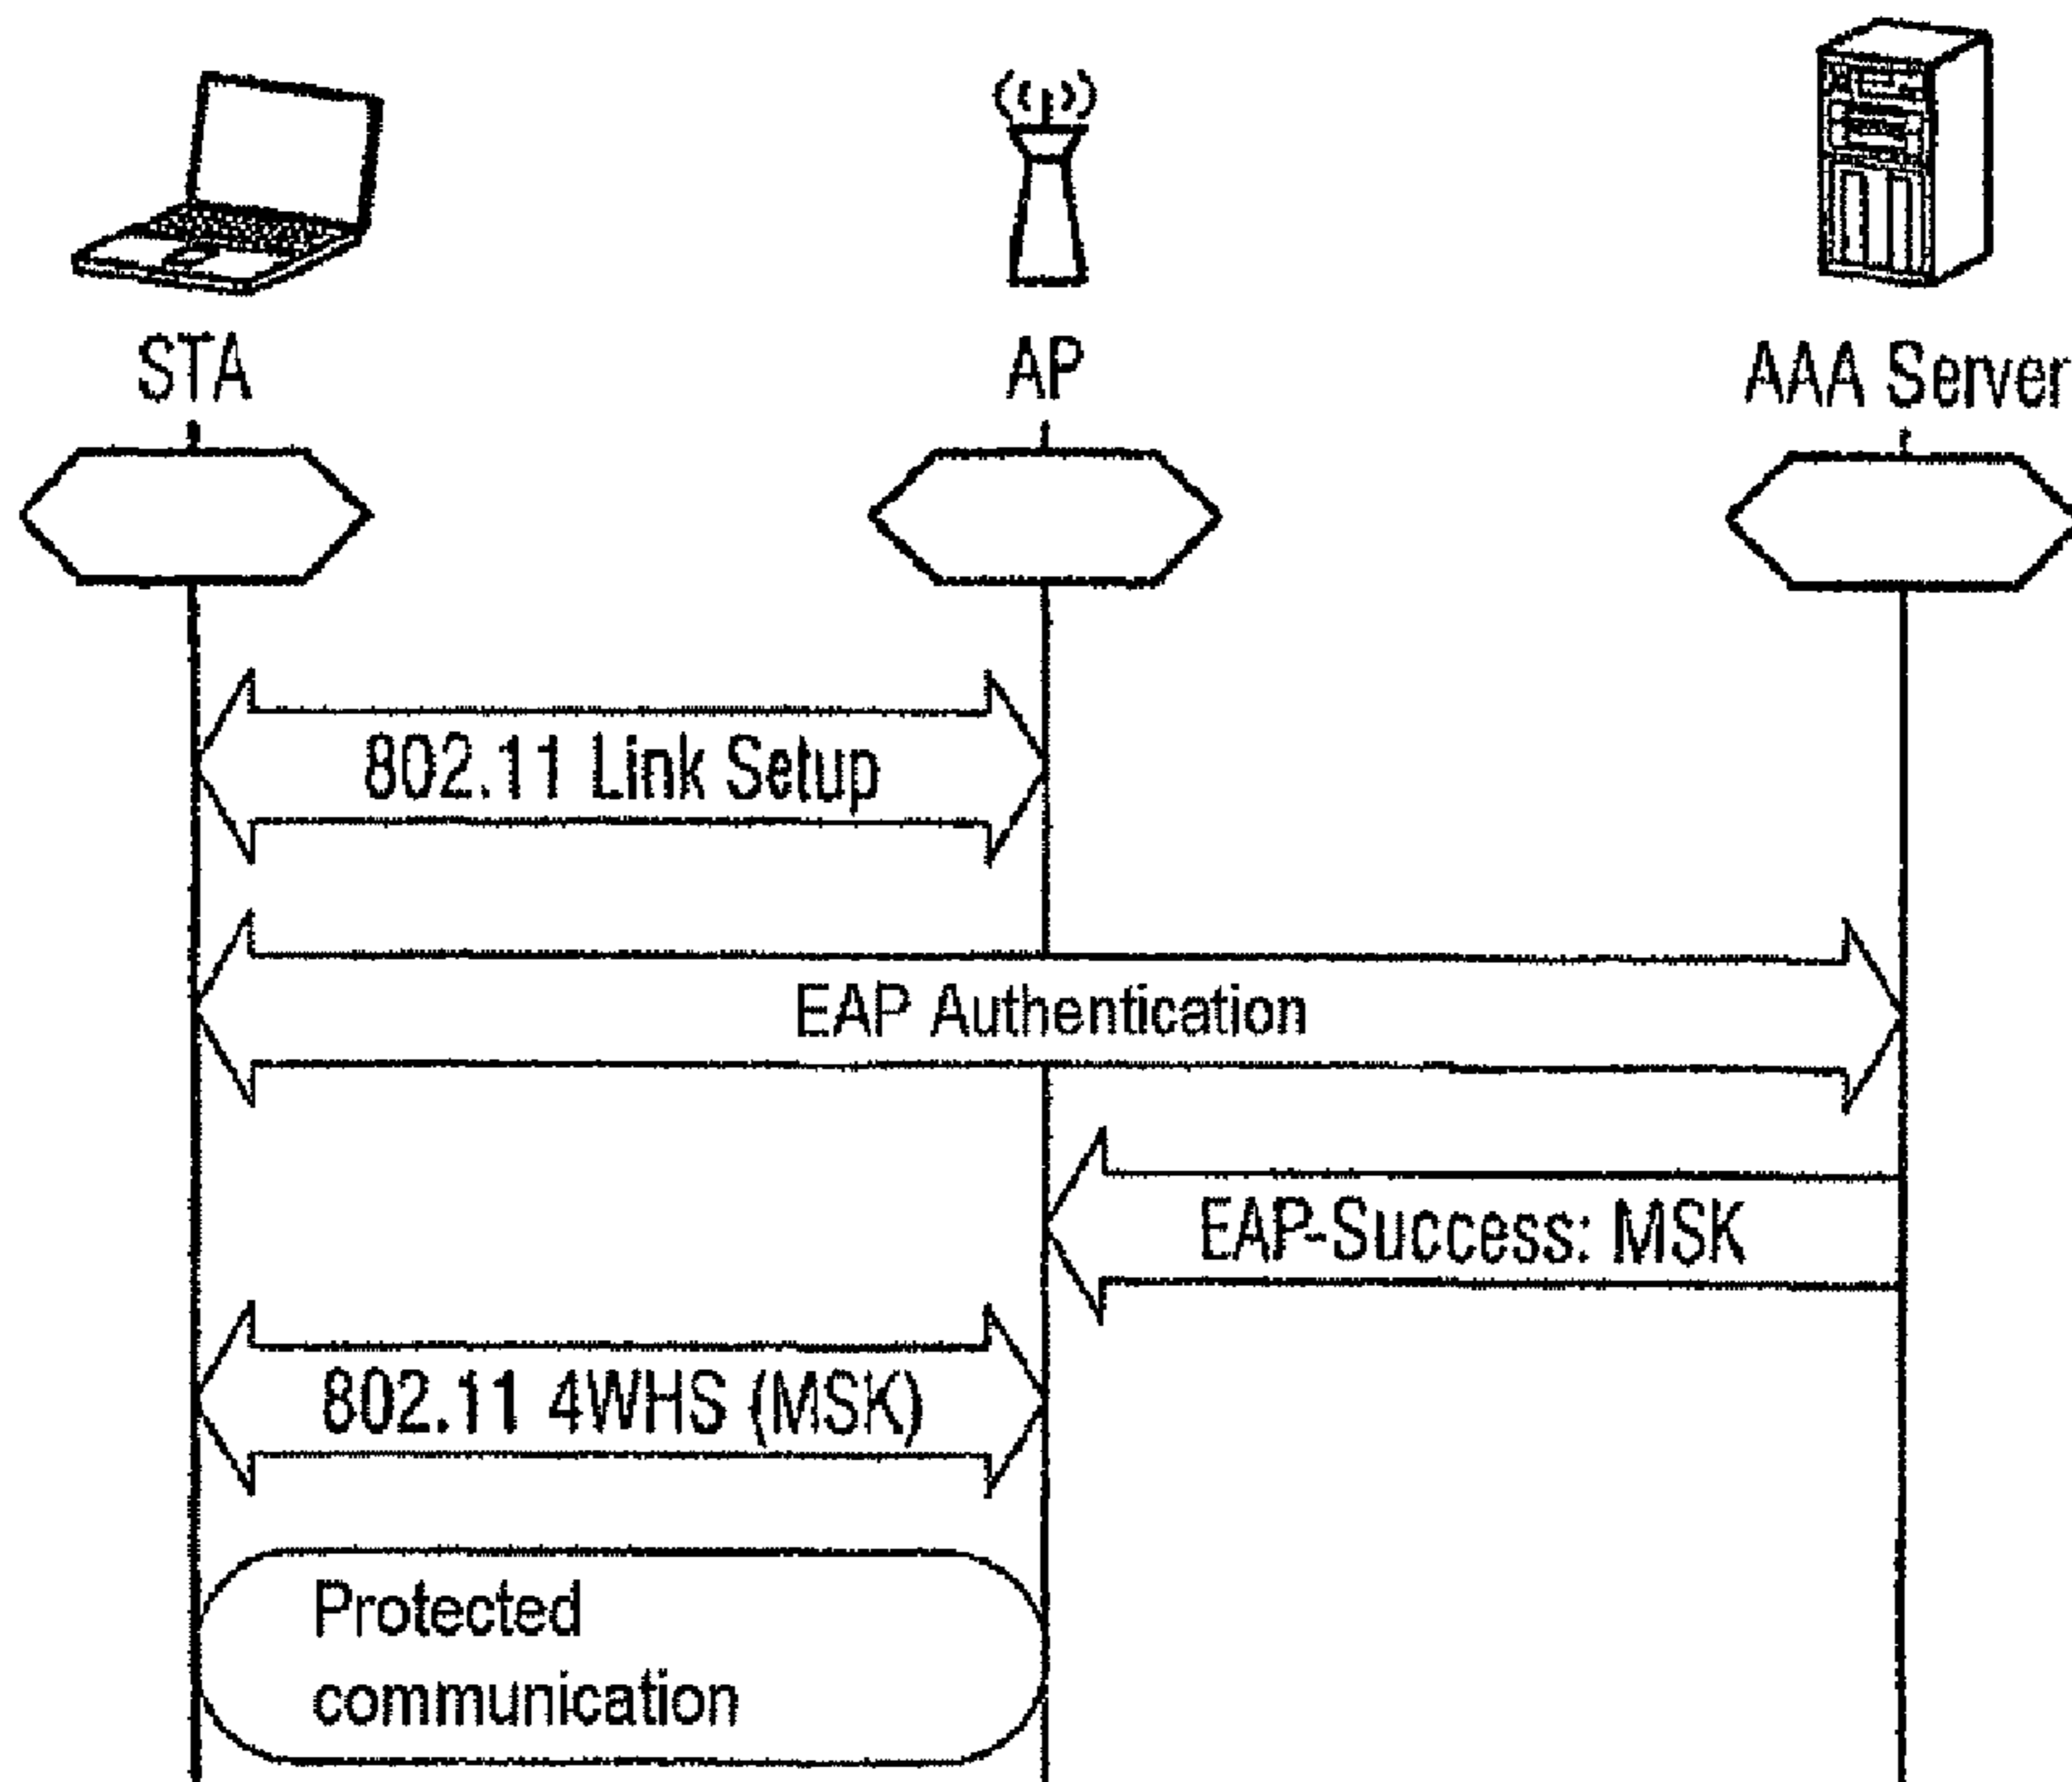 STA
AP
AAA Server
802.11 Link Setup
EAP Authentication
EAP-Success: MSK
802.11 4WHS (MSK)
Protected
communication